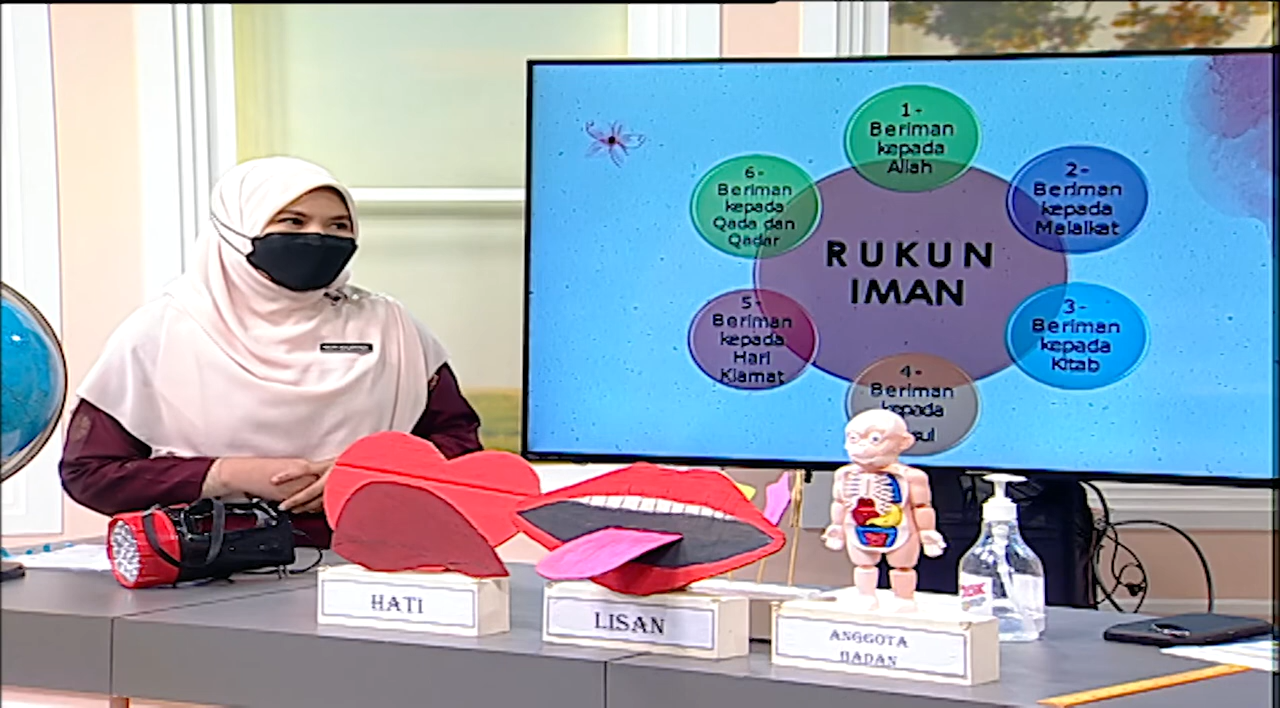 1-
Beriman
kepada
Allah
2-
Beriman
kepada
Malaikat
3-
Beriman
kepada
Kitab
4-
Beriman
kepada
5-
Beriman
kepada
Hari
Kiamat
6-
Beriman
kepada
Qada dan
Qadar
RUKUN
IMAN
HATI
LISAN
ANGGOTA
BADAN